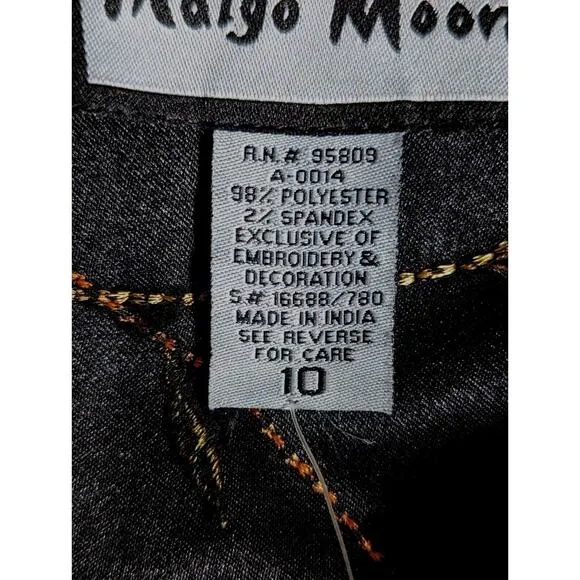 Moon
R.N. # 95809
A-0014
98% POLYESTER
2% SPANDEX
EXCLUSIVE OF
EMBROIDERY &
DECORATION
S.# 16688/780
MADE IN INDIA
SEE REVERSE
FOR CARE
10